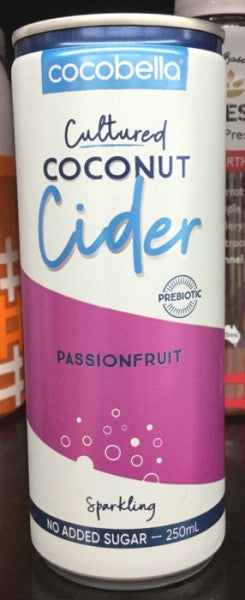 cocobella
Cultured
COCONUT
Cider
PREBIOTIC
PASSIONFRUIT
Sparkling
NO ADDED SUGAR — 250mL